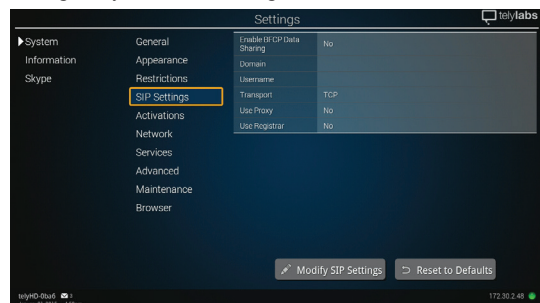 Settings
telylabs
System
Information
Skype
General
Appearance
Restrictions
SIP Settings
Activations
Network
Services
Advanced
Maintenance
Browser
Enable BFCP Data
Sharing
No
Domain
Username
Transport TCP
Use Proxy No
Use Registrar No
Modify SIP Settings
Reset to Defaults
telyHD-0ba6 3
172.30.2.48